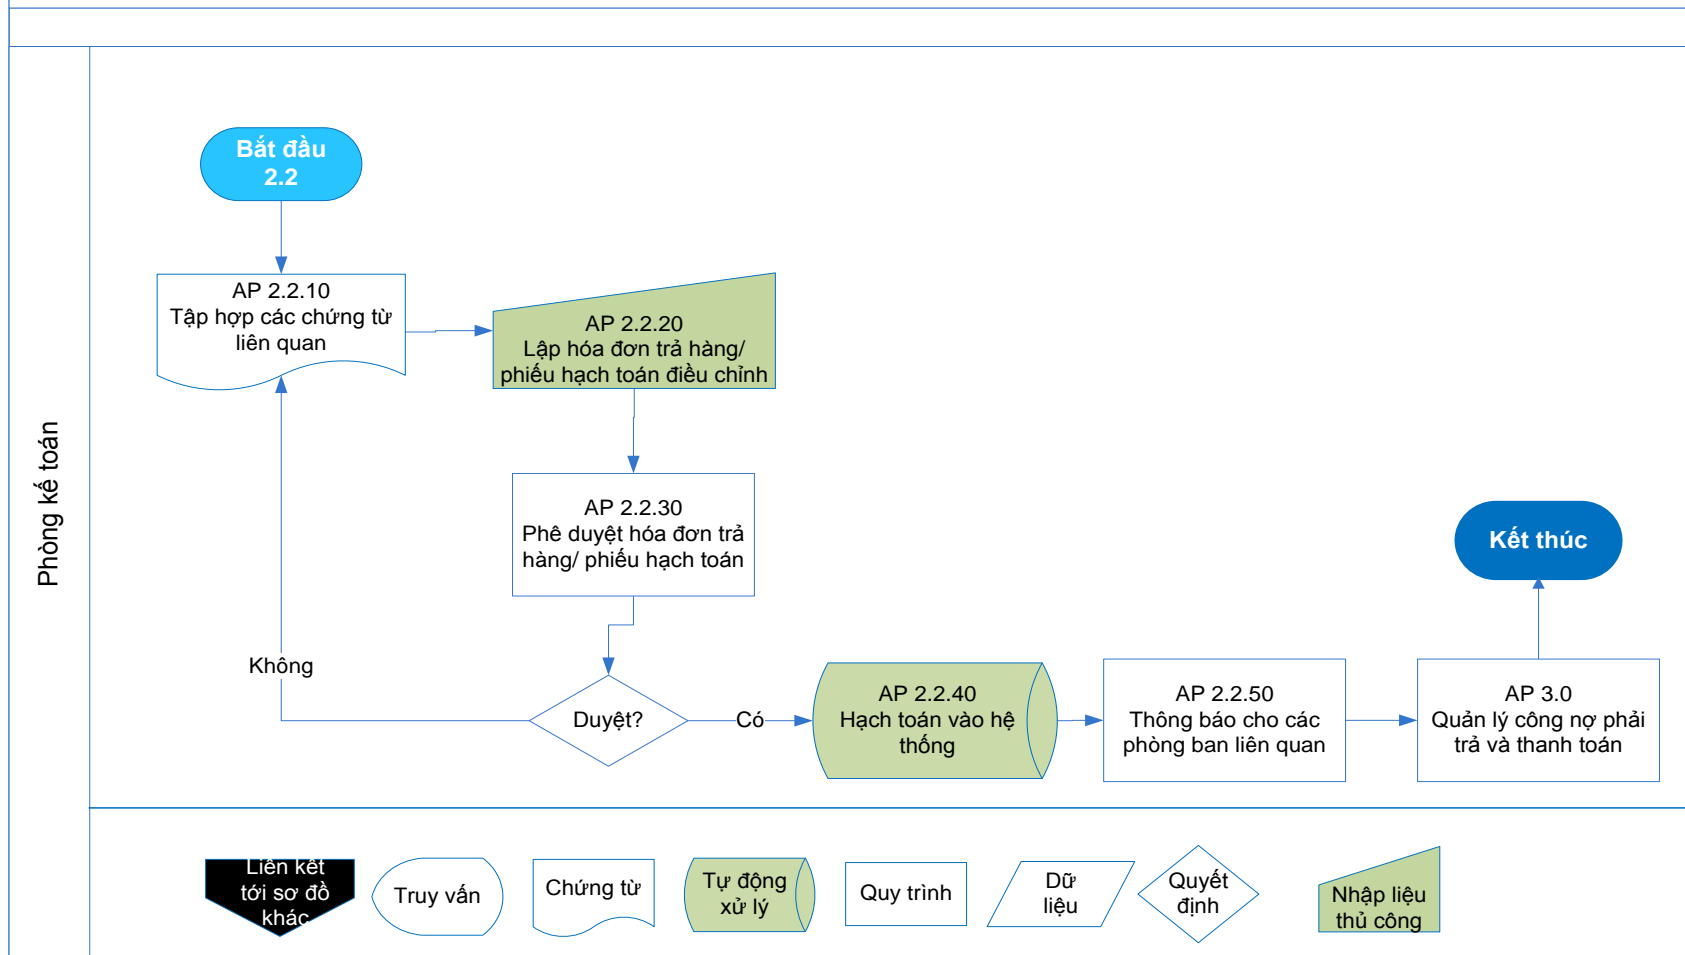 Bắt đầu
2.2
AP 2.2.10
Tập hợp các chứng từ
liên quan
AP 2.2.20
Lập hóa đơn trả hàng/
phiếu hạch toán điều chỉnh
Phòng kế toán
AP 2.2.30
Phê duyệt hóa đơn trả
hàng/ phiếu hạch toán
Kết thúc
Không
Duyệt?
Có
AP 2.2.40
Hạch toán vào hệ
thống
AP 2.2.50
Thông báo cho các
phòng ban liên quan
AP 3.0
Quản lý công nợ phải
trả và thanh toán
Liên kết
tới sơ đồ
khác
Truy vấn
Chứng từ
Tự động
xử lý
Quy trình
Dữ
liệu
Quyết
định
Nhập liệu
thủ công